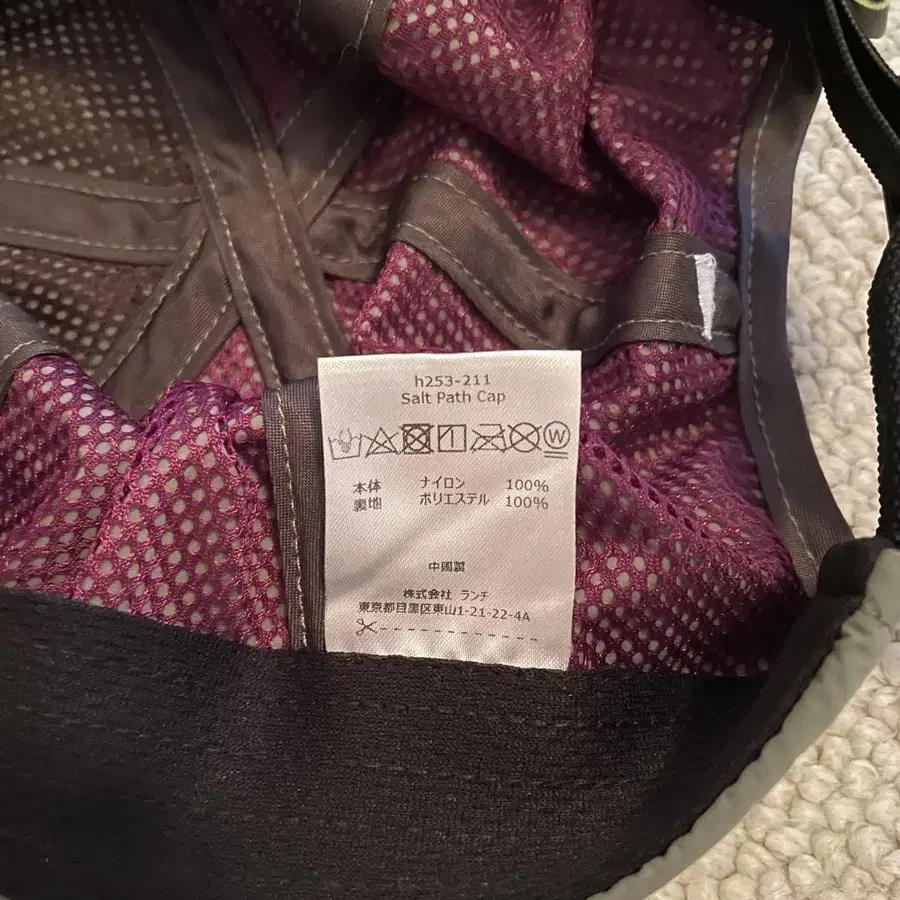 h253-211
Salt Path Cap
W
本体 ナイロン 100%
裏地 ポリエステル 100%
中國製
株式会社 ランチ
東京都目黒区東山1-21-22-4A